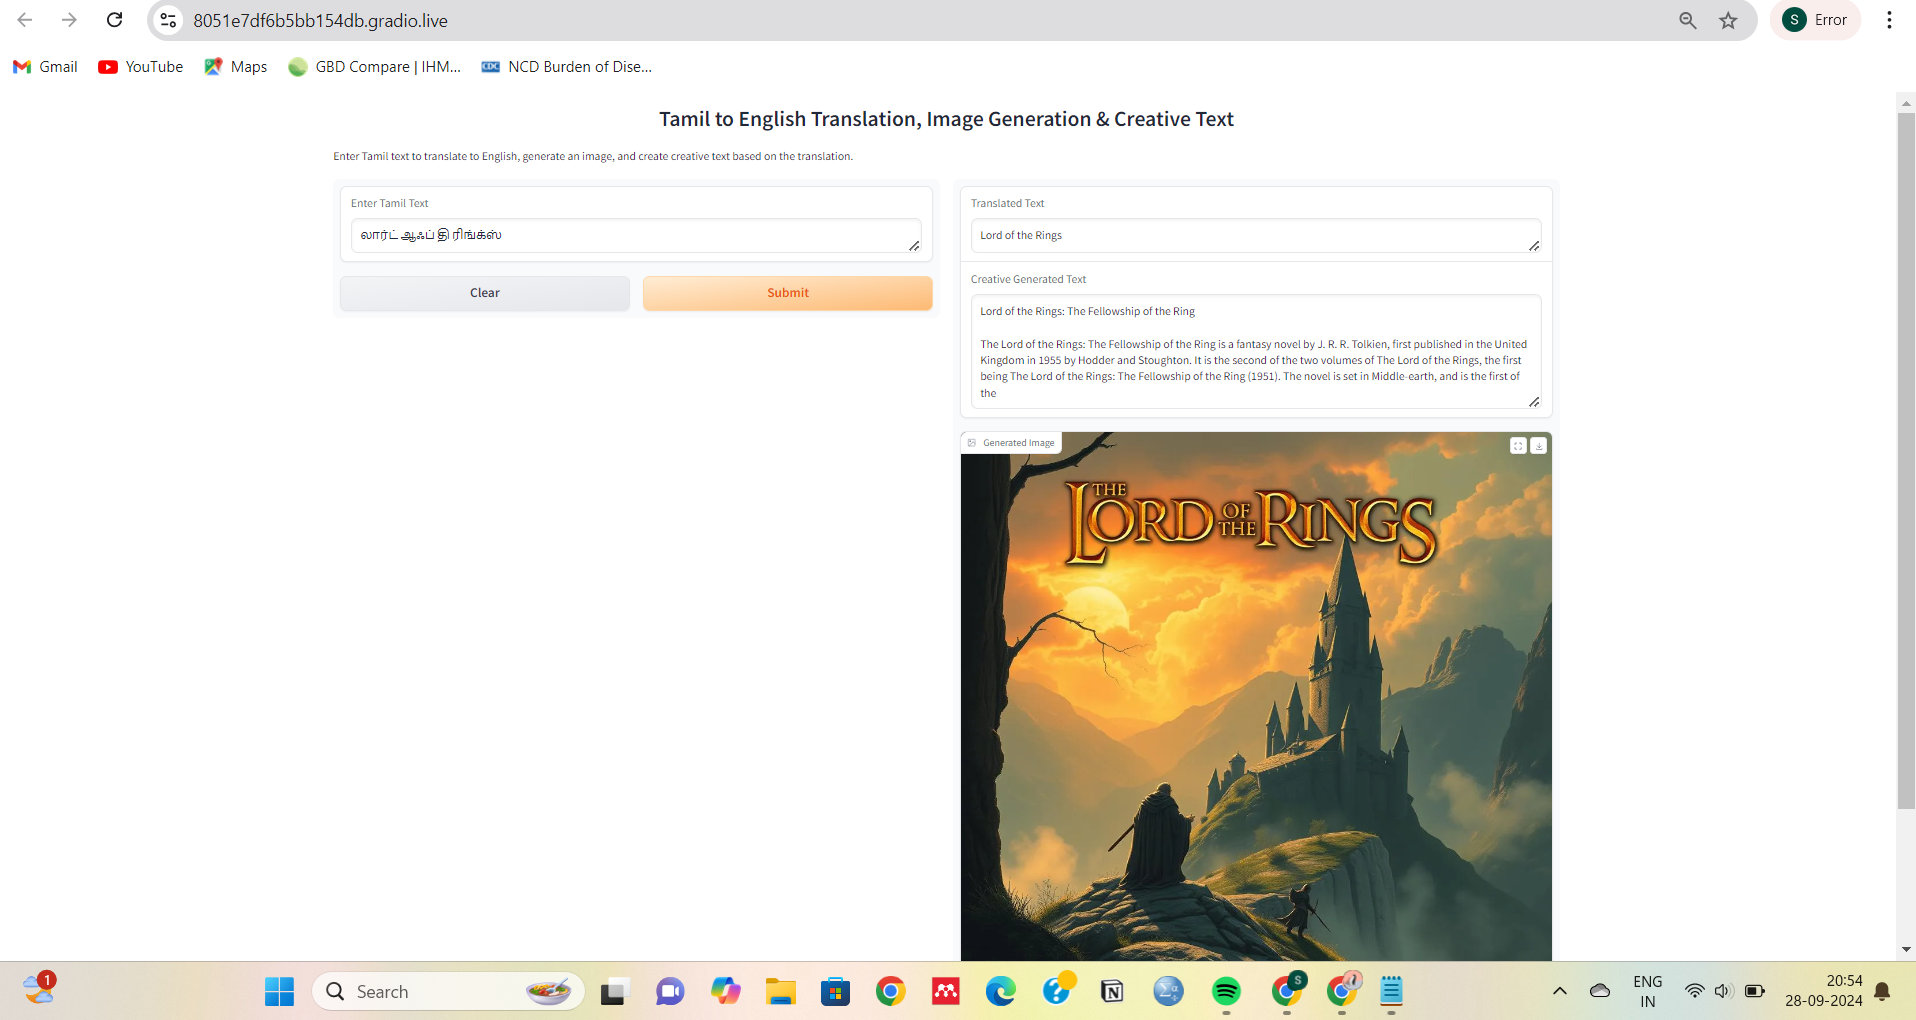 8051e7df6b5bb154db.gradio.live
S Error
Gmail YouTube Maps GBD Compare | IHM... CDC NCD Burden of Dise...
Tamil to English Translation, Image Generation & Creative Text
Enter Tamil text to translate to English, generate an image, and create creative text based on the translation.
Enter Tamil Text
லார்ட் ஆஃப் தி ரிங்க்ஸ்
Clear Submit
Translated Text
Lord of the Rings
Creative Generated Text
Lord of the Rings: The Fellowship of the Ring
The Lord of the Rings: The Fellowship of the Ring is a fantasy novel by J. R. R. Tolkien, first published in the United
Kingdom in 1955 by Hodder and Stoughton. It is the second of the two volumes of The Lord of the Rings, the first
being The Lord of the Rings: The Fellowship of the Ring (1951). The novel is set in Middle-earth, and is the first of
the
Generated Image
THE LORD OF THE RINGS
1
Search
S
ENG
IN
20:54
28-09-2024